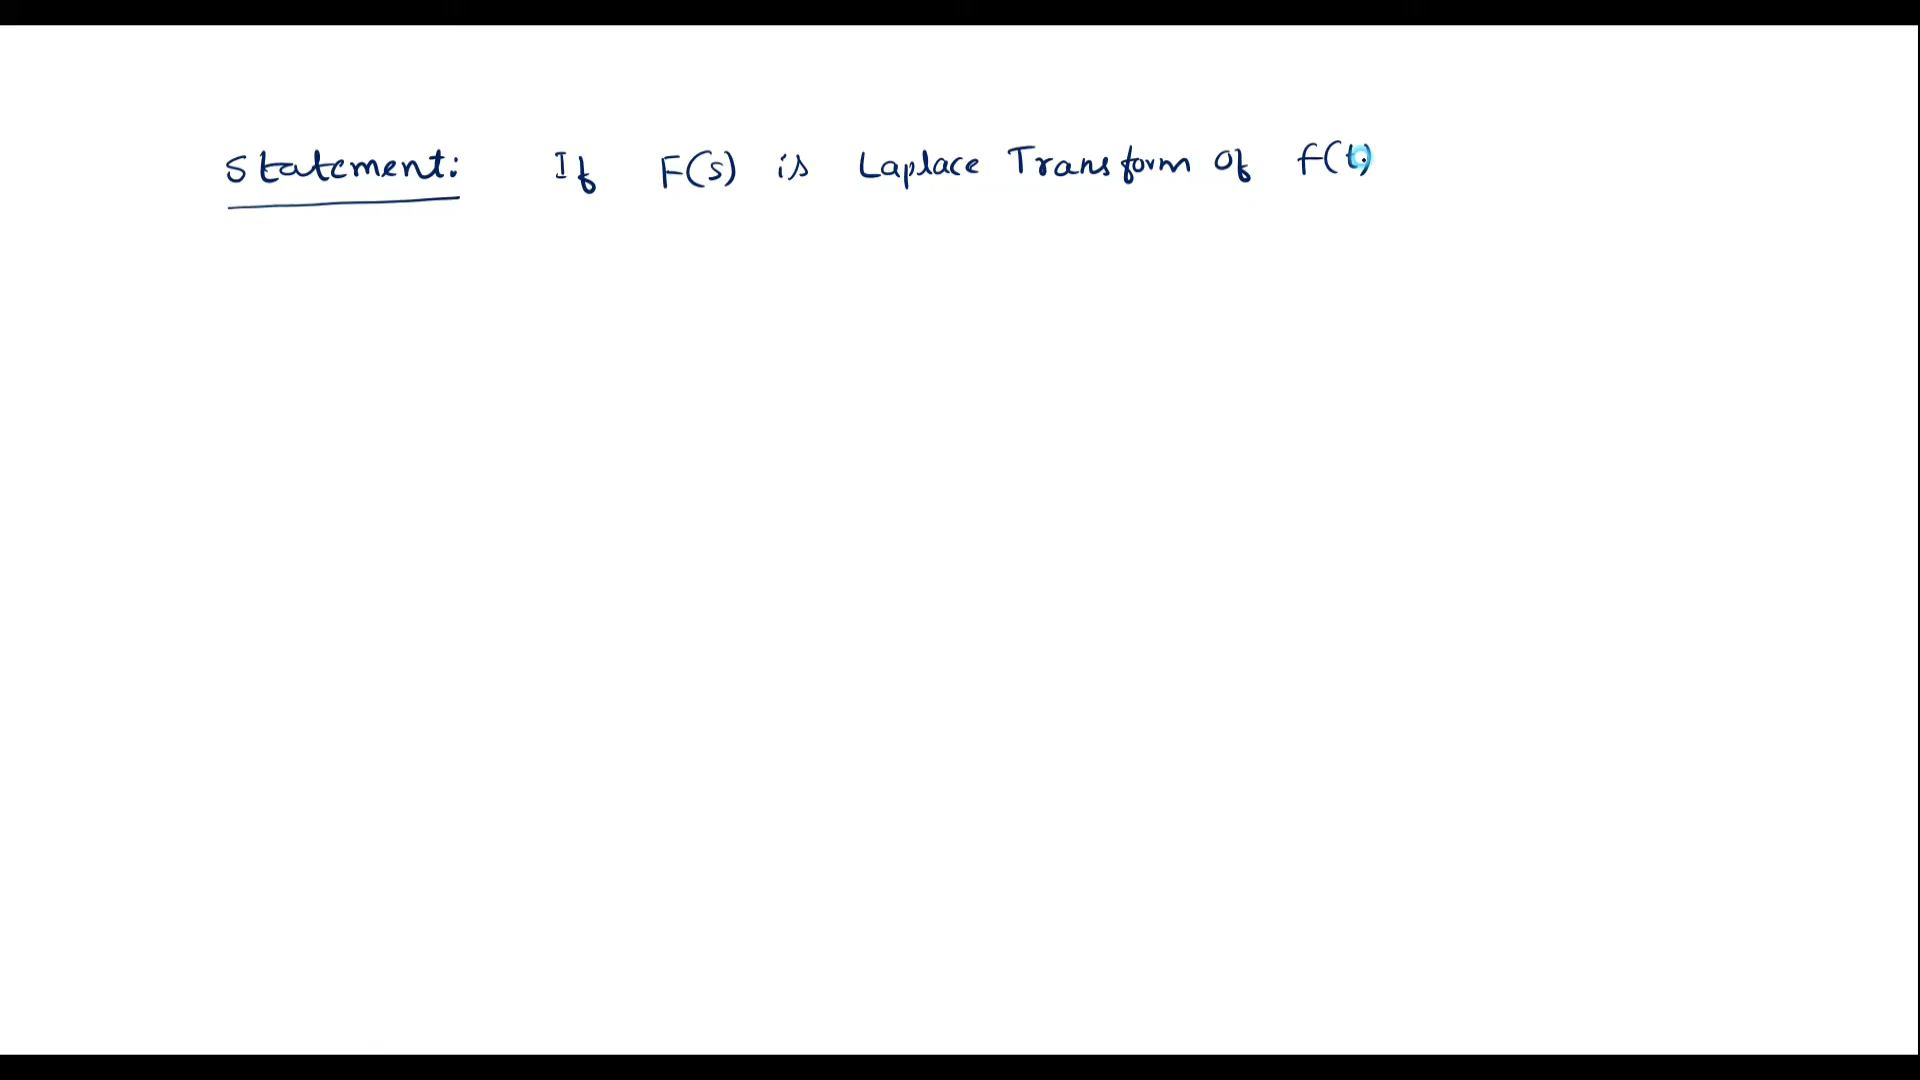 Statement: If F(s) is Laplace Transform of f(t)